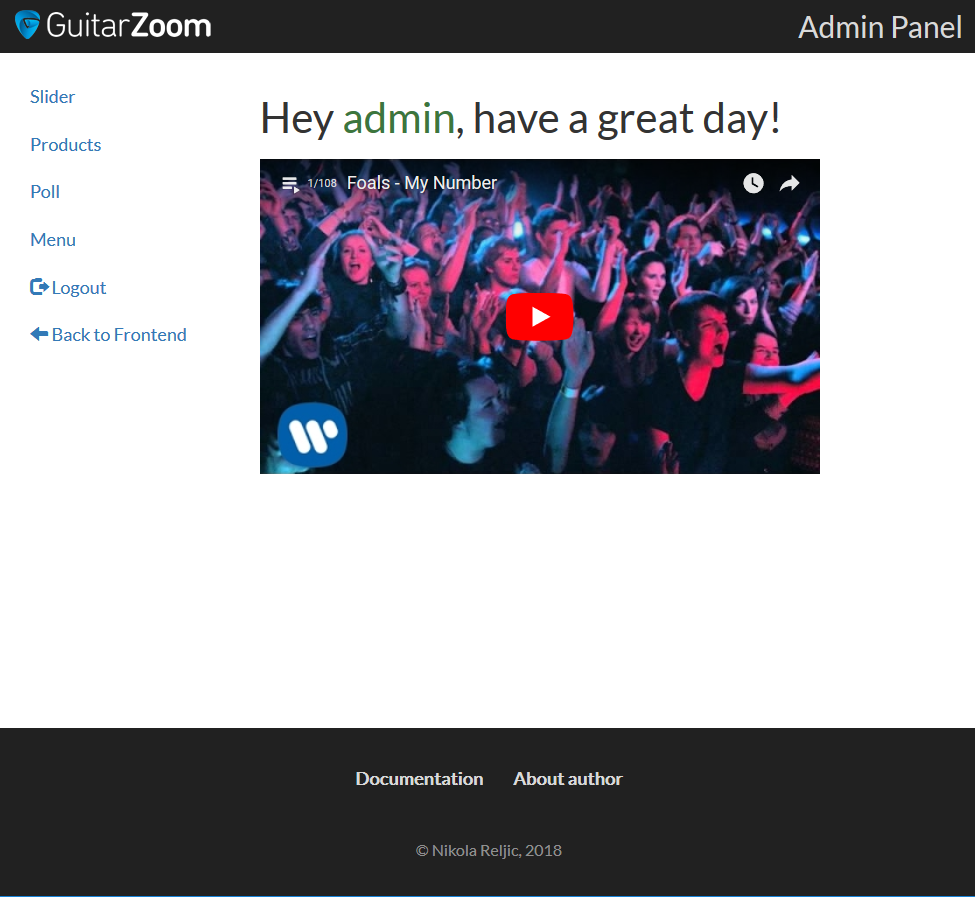 GuitarZoom
Admin Panel
Slider
Products
Poll
Menu
Logout
Back to Frontend
Hey admin, have a great day!
1/108 Foals - My Number
Documentation About author
© Nikola Reljic, 2018